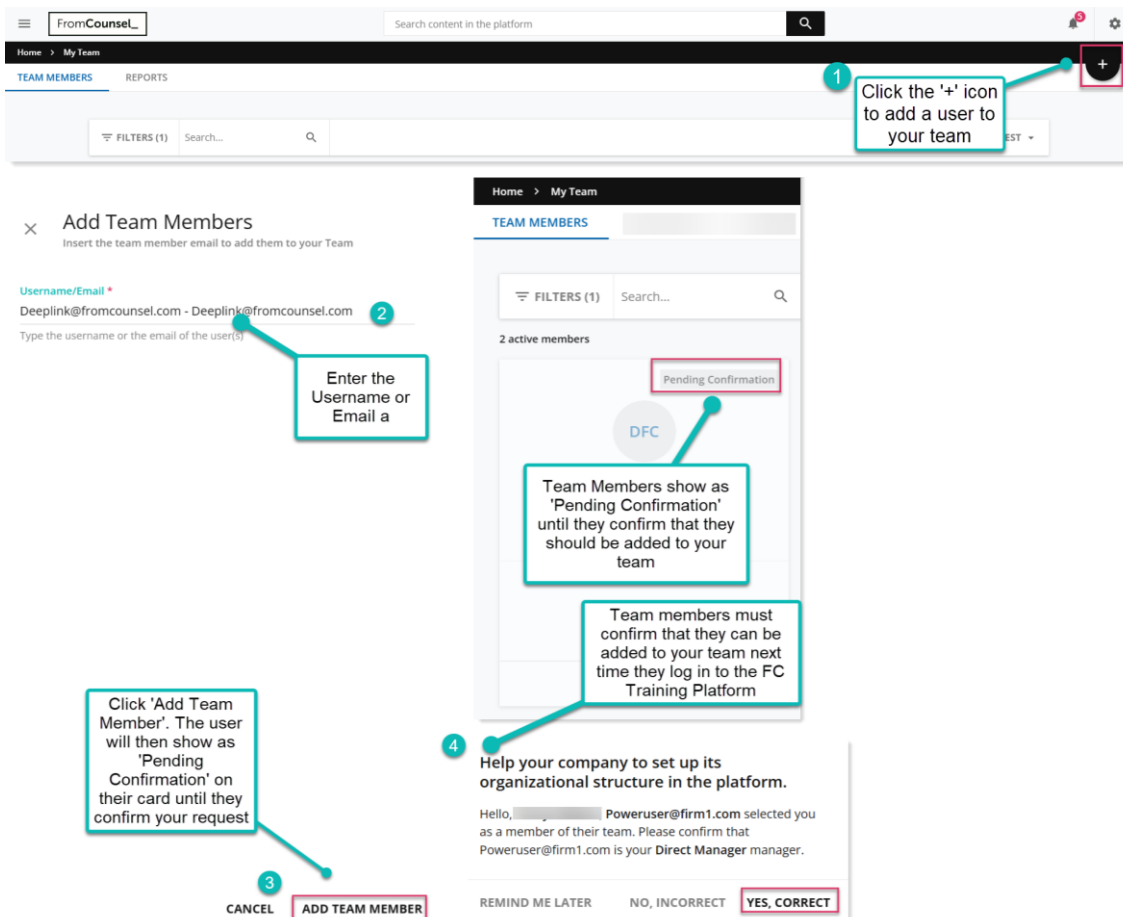 FromCounsel_
Search content in the platform
5
Home > My Team
+
TEAM MEMBERS REPORTS
1
Click the '+' icon
to add a user to
your team
FILTERS (1) Search...
EST
Add Team Members
Insert the team member email to add them to your Team
Username/Email *
Deeplink@fromcounsel.com - Deeplink@fromcounsel.com
2
Type the username or the email of the user(s)
Enter the
Username or
Email a
Home > My Team
TEAM MEMBERS
FILTERS (1) Search...
2 active members
Pending Confirmation
DFC
Team Members show as
'Pending Confirmation'
until they confirm that they
should be added to your
team
Team members must
confirm that they can be
added to your team next
time they log in to the FC
Training Platform
Click 'Add Team
Member'. The user
will then show as
'Pending
Confirmation' on
their card until they
confirm your request
3
CANCEL ADD TEAM MEMBER
4
Help your company to set up its
organizational structure in the platform.
Hello, Poweruser@firm1.com selected you
as a member of their team. Please confirm that
Poweruser@firm1.com is your Direct Manager manager.
REMIND ME LATER NO, INCORRECT YES, CORRECT